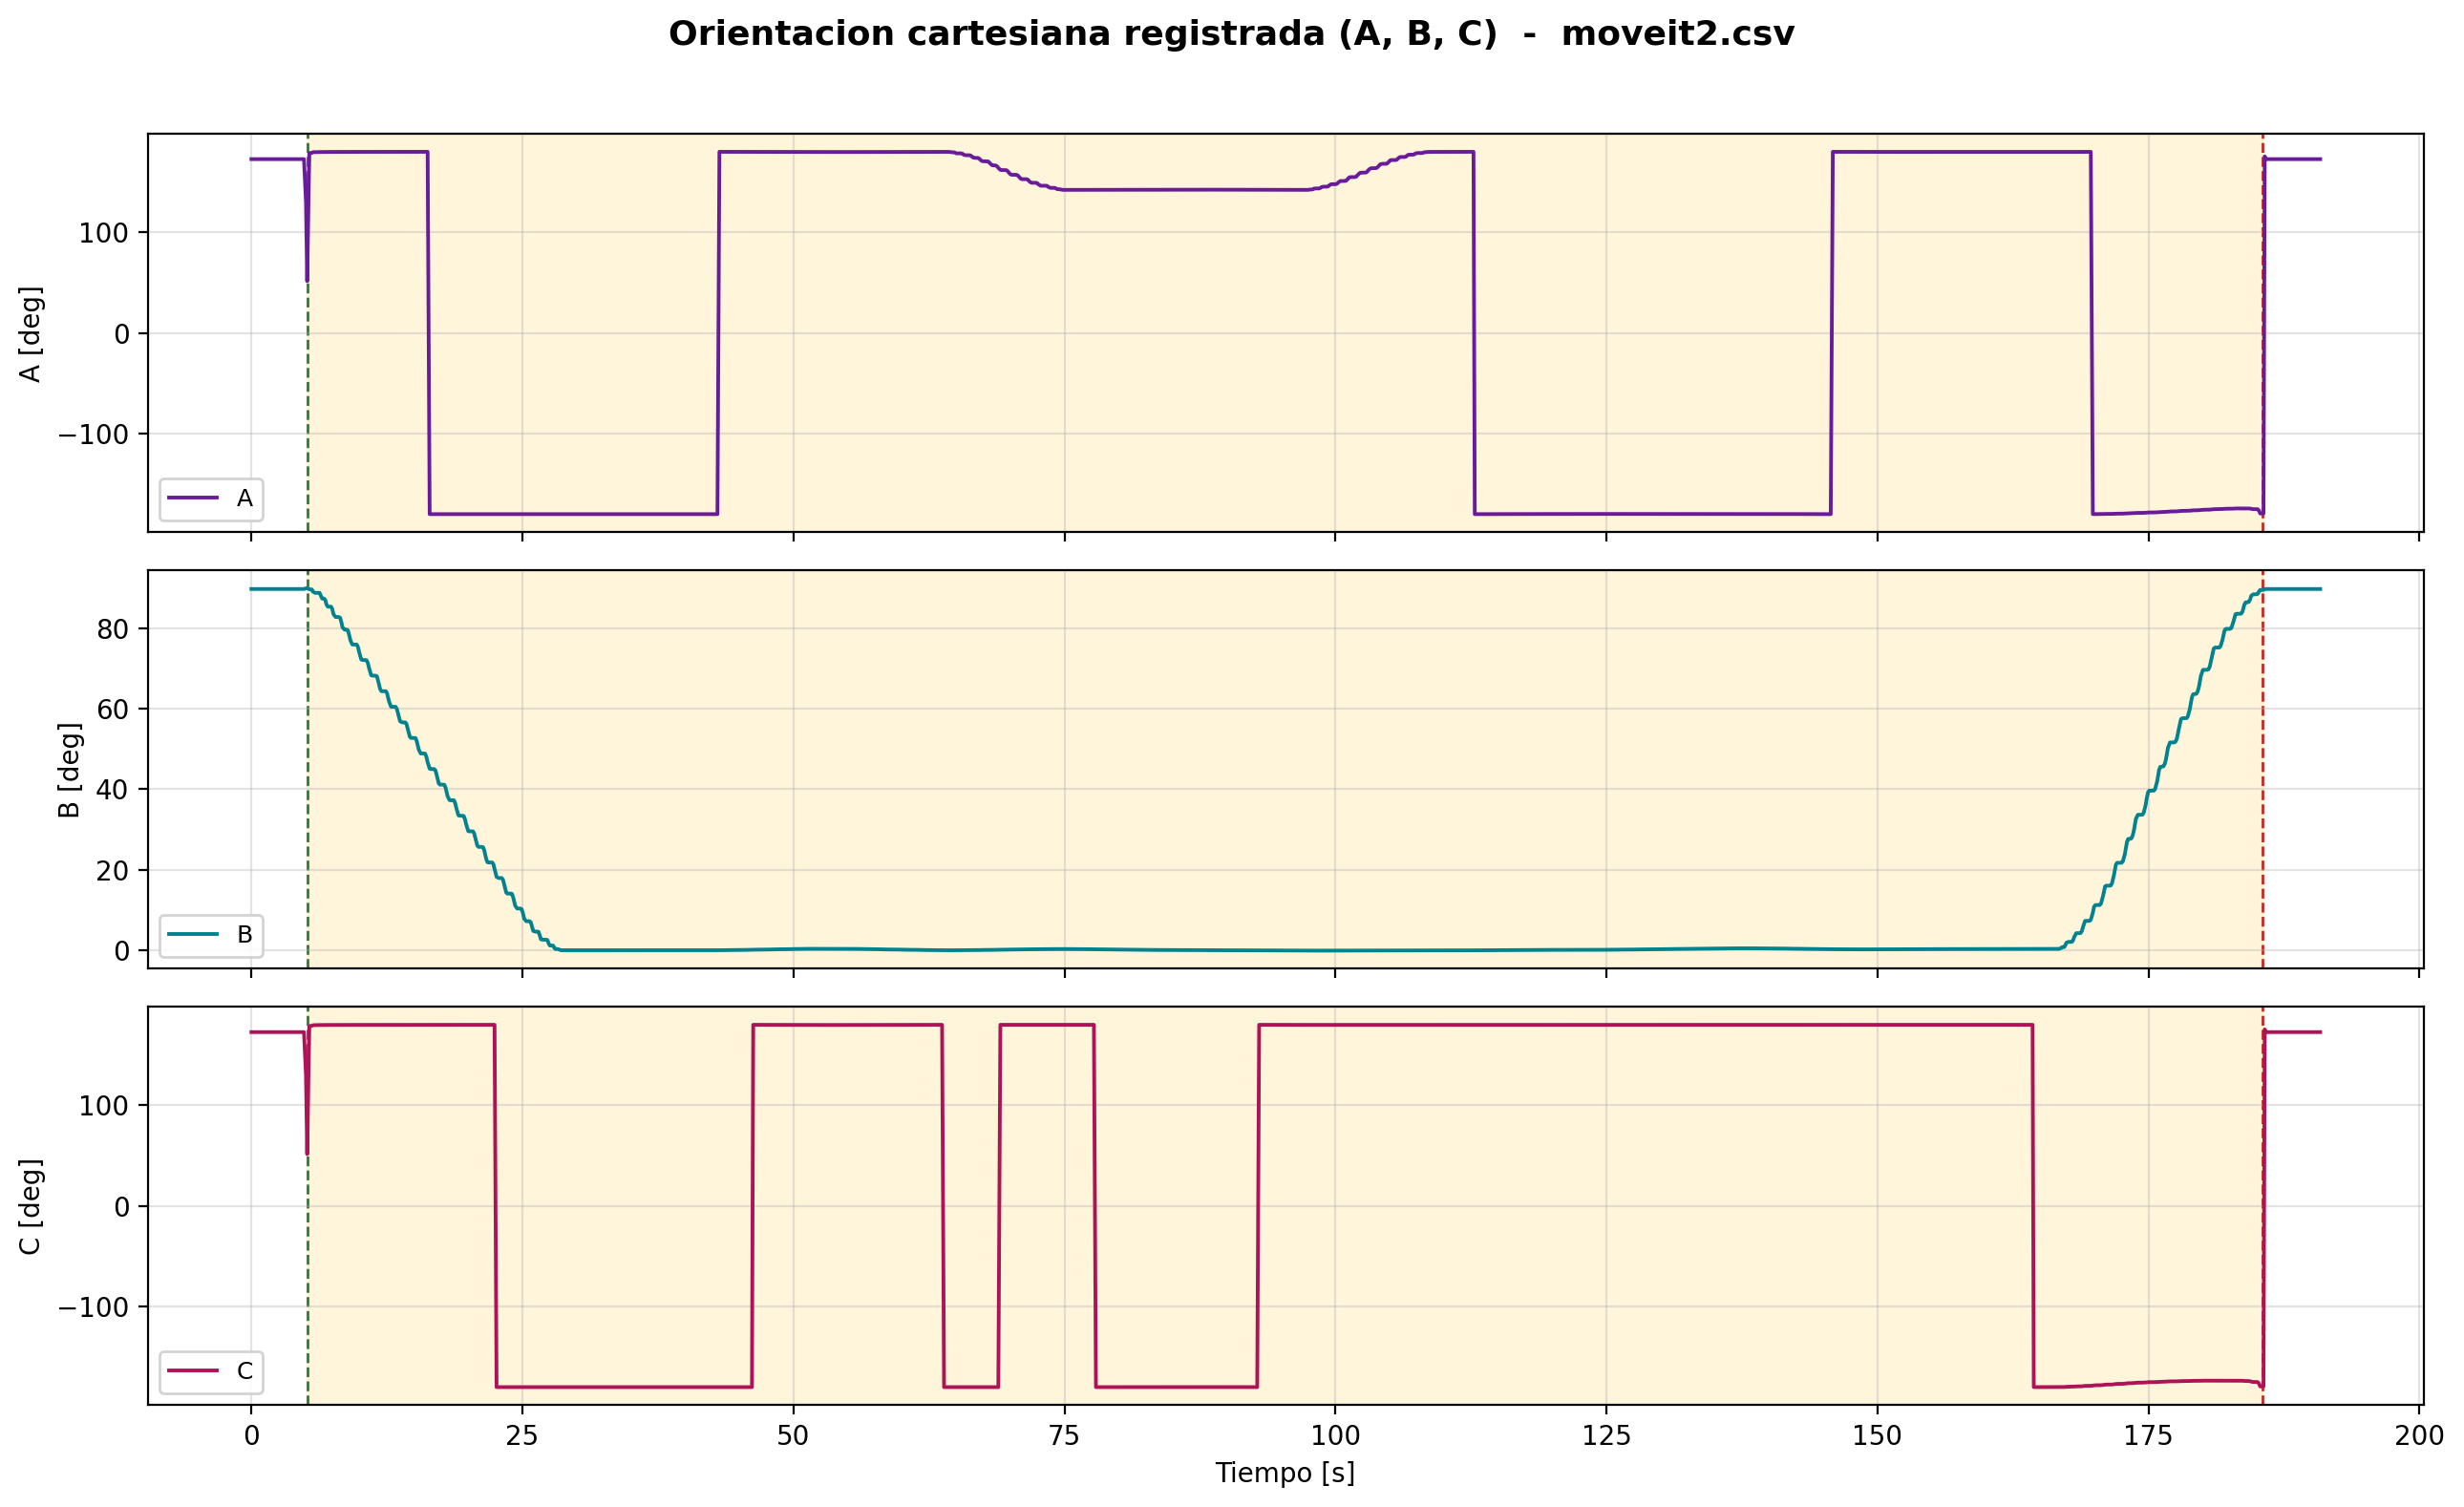 Orientacion cartesiana registrada (A, B, C)  -  moveit2.csv
A [deg]
100
0
−100
A
B [deg]
80
60
40
20
0
B
C [deg]
100
0
−100
C
0 25 50 75 100 125 150 175 200
Tiempo [s]